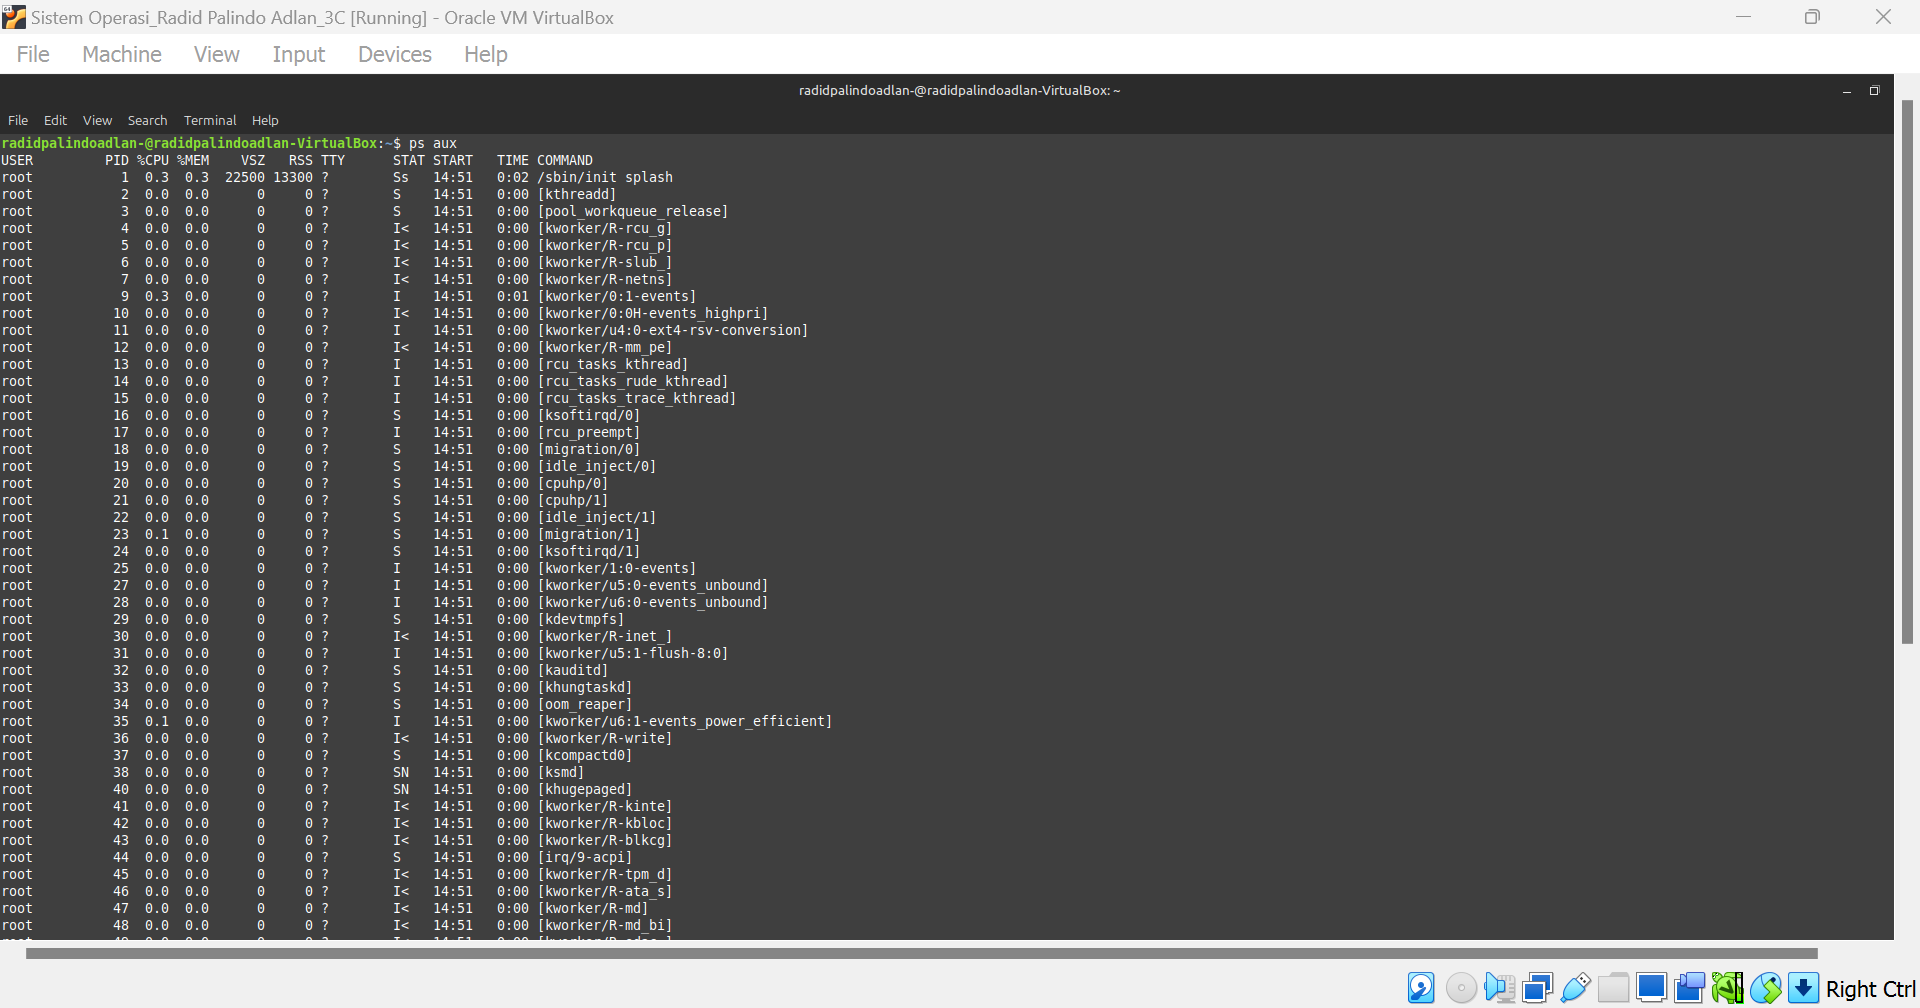 Sistem Operasi_Radid Palindo Adlan_3C [Running] - Oracle VM VirtualBox
File Machine View Input Devices Help
radidpalindoadlan-@radidpalindoadlan-VirtualBox: ~
File Edit View Search Terminal Help
radidpalindoadlan-@radidpalindoadlan-VirtualBox:~$ ps aux
USER PID %CPU %MEM VSZ RSS TTY STAT START TIME COMMAND
root 1 0.3 0.3 22500 13300 ? Ss 14:51 0:02 /sbin/init splash
root 2 0.0 0.0 0 0 ? S 14:51 0:00 [kthreadd]
root 3 0.0 0.0 0 0 ? S 14:51 0:00 [pool_workqueue_release]
root 4 0.0 0.0 0 0 ? I< 14:51 0:00 [kworker/R-rcu_g]
root 5 0.0 0.0 0 0 ? I< 14:51 0:00 [kworker/R-rcu_p]
root 6 0.0 0.0 0 0 ? I< 14:51 0:00 [kworker/R-slub_]
root 7 0.0 0.0 0 0 ? I< 14:51 0:00 [kworker/R-netns]
root 9 0.3 0.0 0 0 ? I 14:51 0:01 [kworker/0:1-events]
root 10 0.0 0.0 0 0 ? I< 14:51 0:00 [kworker/0:0H-events_highpri]
root 11 0.0 0.0 0 0 ? I 14:51 0:00 [kworker/u4:0-ext4-rsv-conversion]
root 12 0.0 0.0 0 0 ? I< 14:51 0:00 [kworker/R-mm_pe]
root 13 0.0 0.0 0 0 ? I 14:51 0:00 [rcu_tasks_kthread]
root 14 0.0 0.0 0 0 ? I 14:51 0:00 [rcu_tasks_rude_kthread]
root 15 0.0 0.0 0 0 ? I 14:51 0:00 [rcu_tasks_trace_kthread]
root 16 0.0 0.0 0 0 ? S 14:51 0:00 [ksoftirqd/0]
root 17 0.0 0.0 0 0 ? I 14:51 0:00 [rcu_preempt]
root 18 0.0 0.0 0 0 ? S 14:51 0:00 [migration/0]
root 19 0.0 0.0 0 0 ? S 14:51 0:00 [idle_inject/0]
root 20 0.0 0.0 0 0 ? S 14:51 0:00 [cpuhp/0]
root 21 0.0 0.0 0 0 ? S 14:51 0:00 [cpuhp/1]
root 22 0.0 0.0 0 0 ? S 14:51 0:00 [idle_inject/1]
root 23 0.1 0.0 0 0 ? S 14:51 0:00 [migration/1]
root 24 0.0 0.0 0 0 ? S 14:51 0:00 [ksoftirqd/1]
root 25 0.0 0.0 0 0 ? I 14:51 0:00 [kworker/1:0-events]
root 27 0.0 0.0 0 0 ? I 14:51 0:00 [kworker/u5:0-events_unbound]
root 28 0.0 0.0 0 0 ? I 14:51 0:00 [kworker/u6:0-events_unbound]
root 29 0.0 0.0 0 0 ? S 14:51 0:00 [kdevtmpfs]
root 30 0.0 0.0 0 0 ? I< 14:51 0:00 [kworker/R-inet_]
root 31 0.0 0.0 0 0 ? I 14:51 0:00 [kworker/u5:1-flush-8:0]
root 32 0.0 0.0 0 0 ? S 14:51 0:00 [kauditd]
root 33 0.0 0.0 0 0 ? S 14:51 0:00 [khungtaskd]
root 34 0.0 0.0 0 0 ? S 14:51 0:00 [oom_reaper]
root 35 0.1 0.0 0 0 ? I 14:51 0:00 [kworker/u6:1-events_power_efficient]
root 36 0.0 0.0 0 0 ? I< 14:51 0:00 [kworker/R-write]
root 37 0.0 0.0 0 0 ? S 14:51 0:00 [kcompactd0]
root 38 0.0 0.0 0 0 ? SN 14:51 0:00 [ksmd]
root 40 0.0 0.0 0 0 ? SN 14:51 0:00 [khugepaged]
root 41 0.0 0.0 0 0 ? I< 14:51 0:00 [kworker/R-kinte]
root 42 0.0 0.0 0 0 ? I< 14:51 0:00 [kworker/R-kbloc]
root 43 0.0 0.0 0 0 ? I< 14:51 0:00 [kworker/R-blkcg]
root 44 0.0 0.0 0 0 ? S 14:51 0:00 [irq/9-acpi]
root 45 0.0 0.0 0 0 ? I< 14:51 0:00 [kworker/R-tpm_d]
root 46 0.0 0.0 0 0 ? I< 14:51 0:00 [kworker/R-ata_s]
root 47 0.0 0.0 0 0 ? I< 14:51 0:00 [kworker/R-md]
root 48 0.0 0.0 0 0 ? I< 14:51 0:00 [kworker/R-md_bi]
Right Ctrl